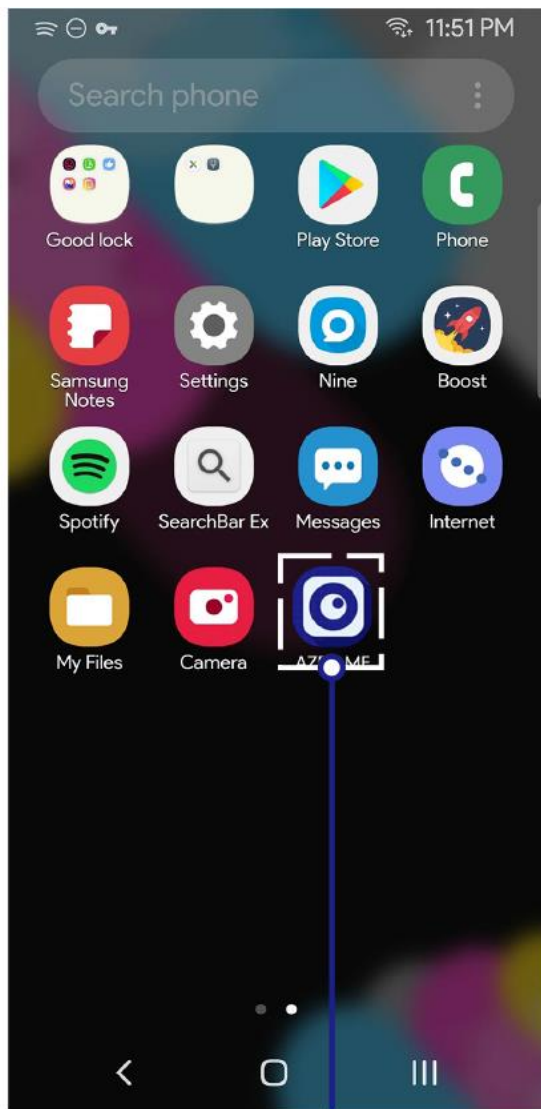 11:51 PM
Search phone
Good lock
Play Store
Phone
Samsung
Notes
Settings
Nine
Boost
Spotify
SearchBar Ex
Messages
Internet
My Files
Camera